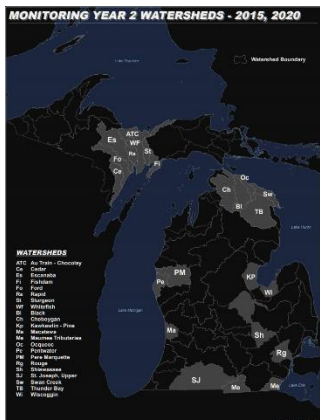 MONITORING YEAR 2 WATERSHEDS - 2015, 2020
Lake Superior
Watershed Boundary
ATC
Es
WF
Ra
St
Fo
Fi
Ce
Oc
Ch
Sw
Bl
TB
Lake Huron
WATERSHEDS
ATC Au Train - Chocolay
Ce Cedar
Es Escanaba
Fi Fishdam
Fo Ford
Ra Rapid
St Sturgeon
WF Whitefish
Bl Black
Ch Cheboygan
Kp Kawkawlin - Pine
Ma Macatawa
Me Maumee Tributaries
Oc Ocqueoc
Pe Pentwater
PM Pere Marquette
Rg Rouge
Sh Shiawassee
SJ St. Joseph, Upper
Sw Swan Creek
TB Thunder Bay
Wi Wiscoggin
PM
KP
Pe
Wi
Lake Michigan
Ma
Sh
Rg
SJ
Me
Me
Lake Erie